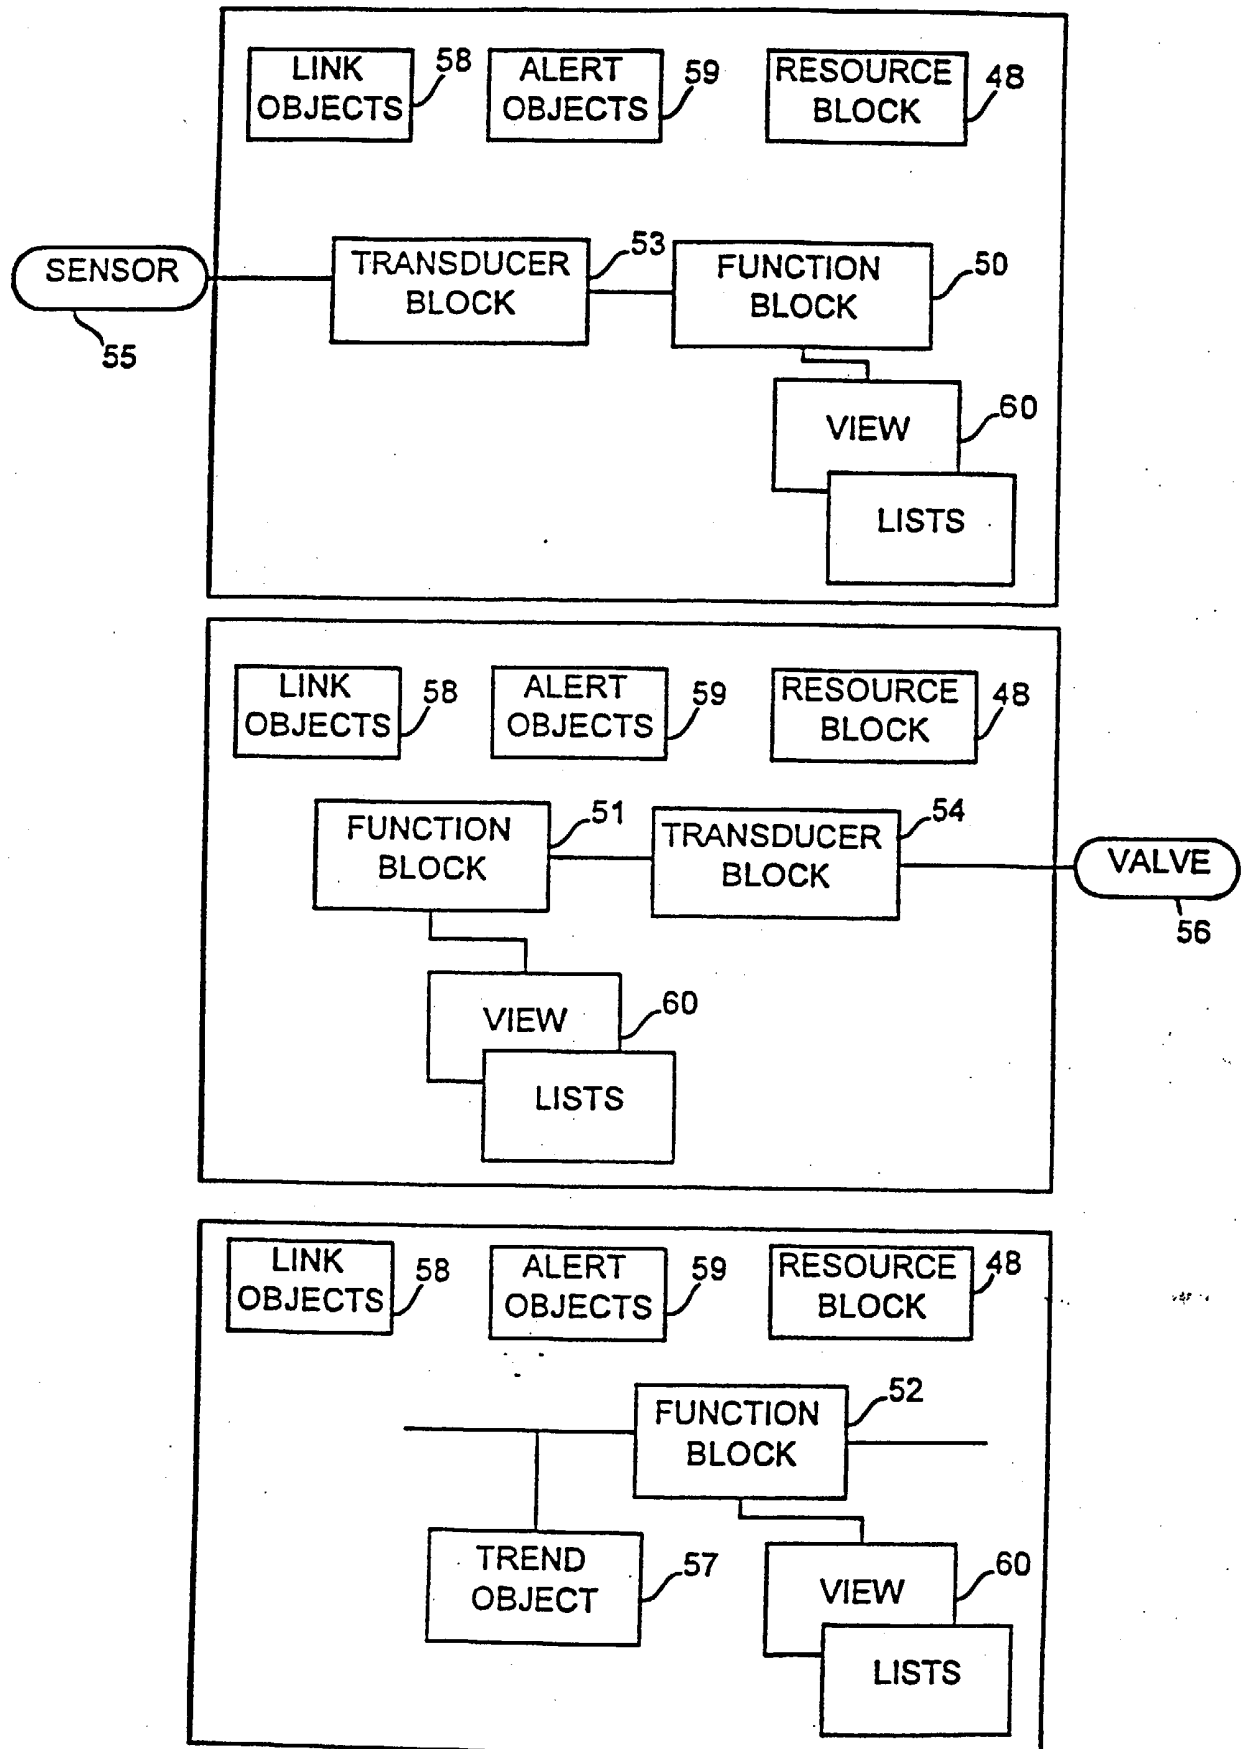 LINK
OBJECTS
58
ALERT
OBJECTS
59
RESOURCE
BLOCK
48
SENSOR
55
TRANSDUCER
BLOCK
53
FUNCTION
BLOCK
50
VIEW
60
LISTS
LINK
OBJECTS
58
ALERT
OBJECTS
59
RESOURCE
BLOCK
48
FUNCTION
BLOCK
51
TRANSDUCER
BLOCK
54
VALVE
56
VIEW
60
LISTS
LINK
OBJECTS
58
ALERT
OBJECTS
59
RESOURCE
BLOCK
48
FUNCTION
BLOCK
52
TREND
OBJECT
57
VIEW
60
LISTS